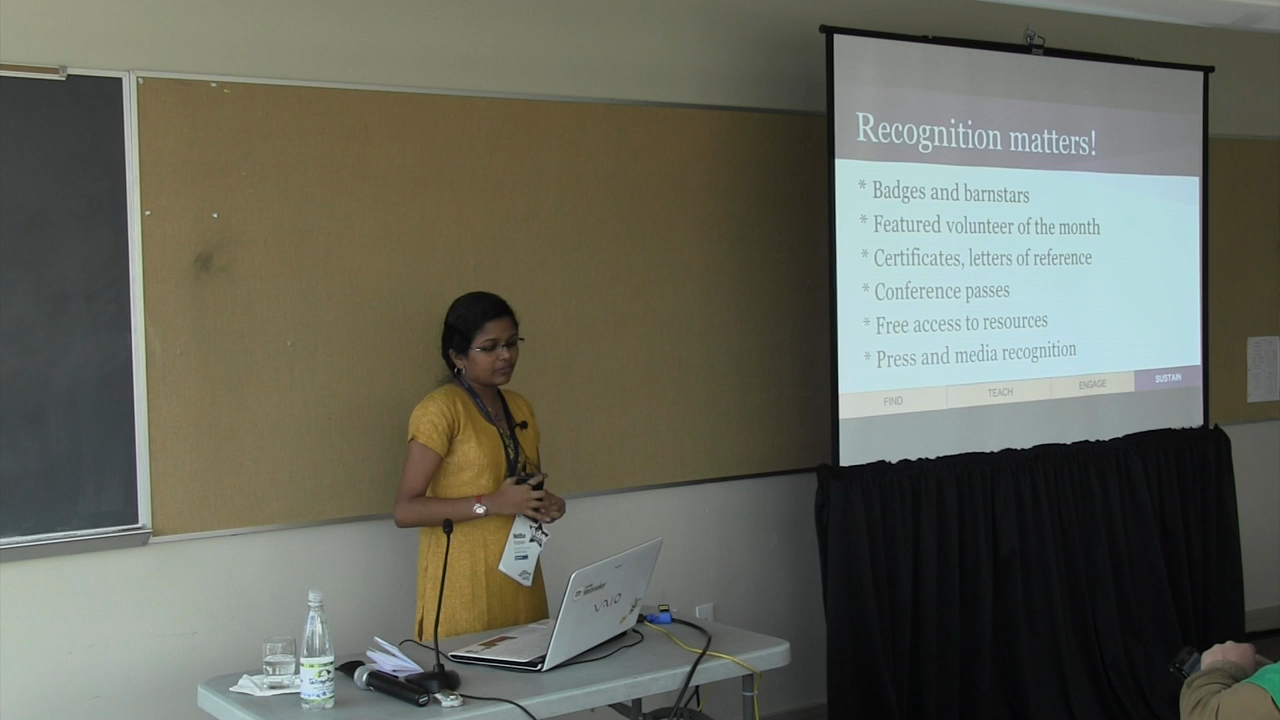 Recognition matters!
* Badges and barnstars
* Featured volunteer of the month
* Certificates, letters of reference
* Conference passes
* Free access to resources
* Press and media recognition
FIND TEACH ENGAGE SUSTAIN
VAIO